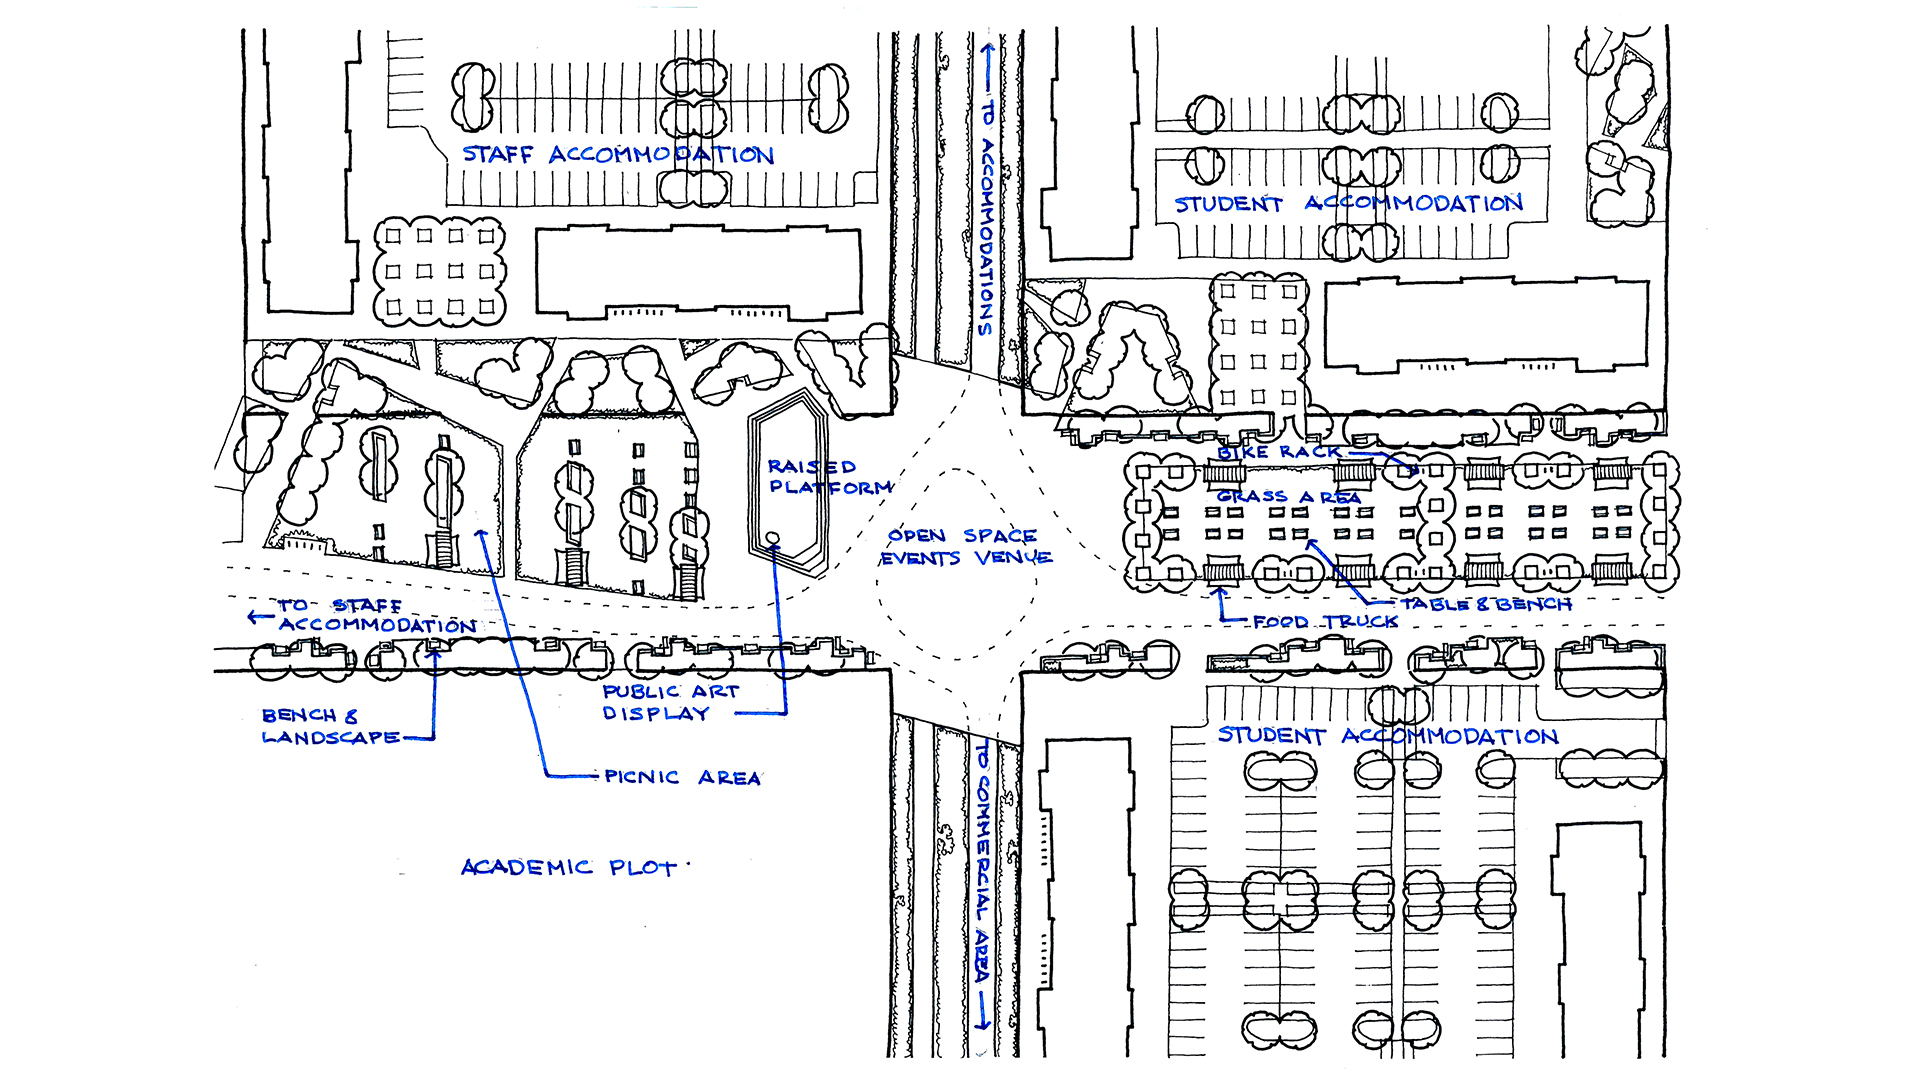 TO ACCOMMODATIONS
STAFF ACCOMMODATION
STUDENT ACCOMMODATION
BIKE RACK
RAISED
PLATFORM
GRASS AREA
OPEN SPACE
EVENTS VENUE
TO STAFF
ACCOMMODATION
TABLE & BENCH
FOOD TRUCK
PUBLIC ART
DISPLAY
BENCH &
LANDSCAPE
STUDENT ACCOMMODATION
PICNIC AREA
TO COMMERCIAL AREA
ACADEMIC PLOT